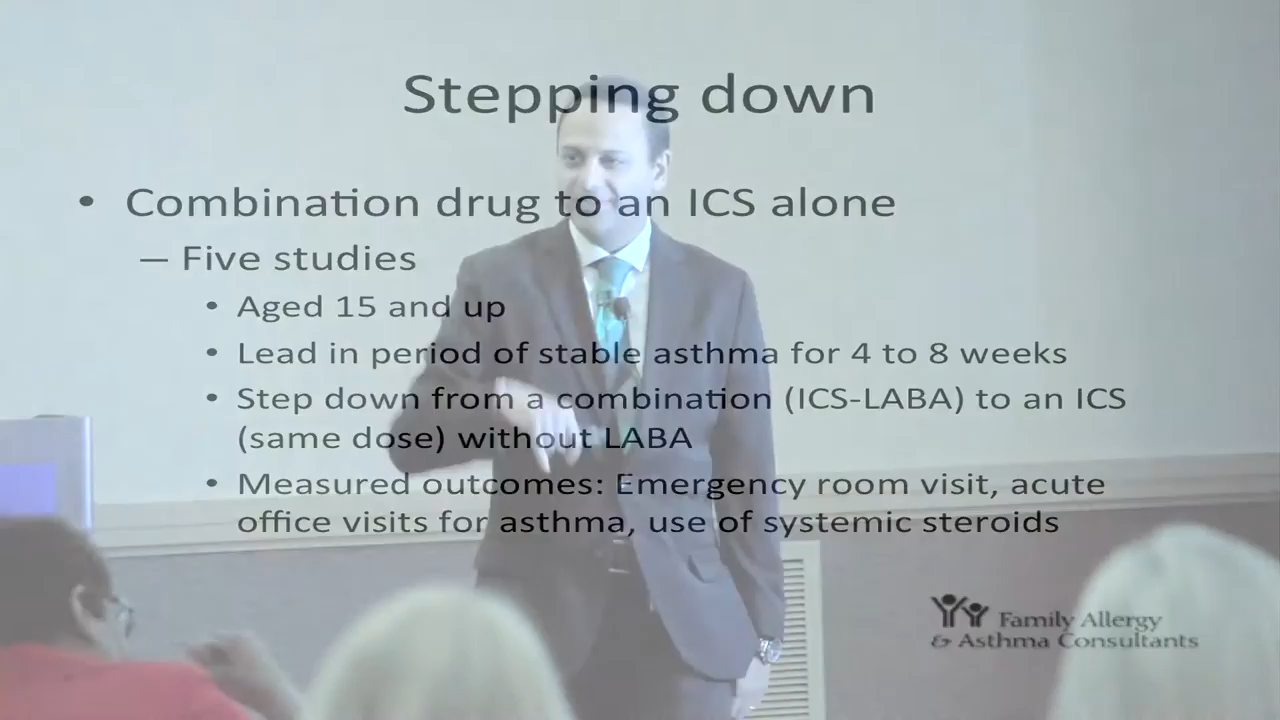 Stepping down
• Combination drug to an ICS alone
– Five studies
• Aged 15 and up
• Lead in period of stable asthma for 4 to 8 weeks
• Step down from a combination (ICS-LABA) to an ICS
(same dose) without LABA
• Measured outcomes: Emergency room visit, acute
office visits for asthma, use of systemic steroids
Family Allergy
& Asthma Consultants